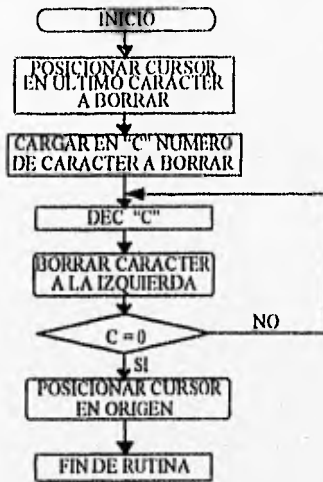 INICIO
POSICIONAR CURSOR
EN ULTIMO CARACTER
A BORRAR
CARGAR EN "C" NUMERO
DE CARACTER A BORRAR
DEC "C"
BORRAR CARACTER
A LA IZQUIERDA
C = 0
NO
SI
POSICIONAR CURSOR
EN ORIGEN
FIN DE RUTINA